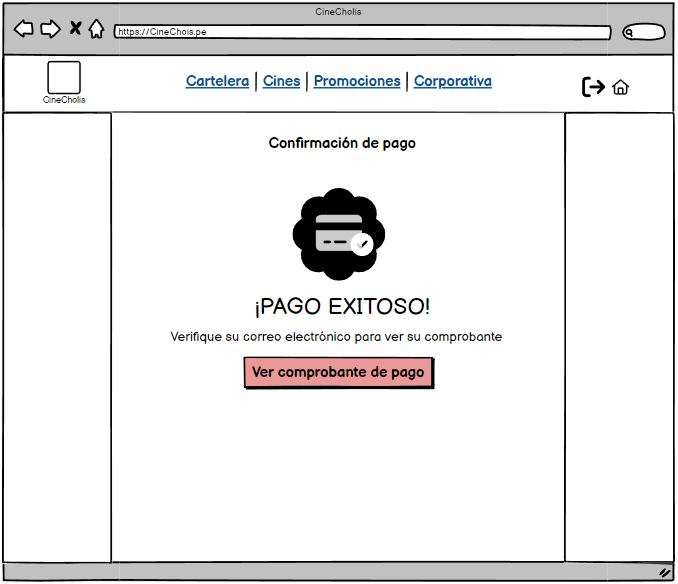 CineCholis
https://CineChois.pe
CineCholis
Cartelera | Cines | Promociones | Corporativa
Confirmación de pago
¡PAGO EXITOSO!
Verifique su correo electrónico para ver su comprobante
Ver comprobante de pago